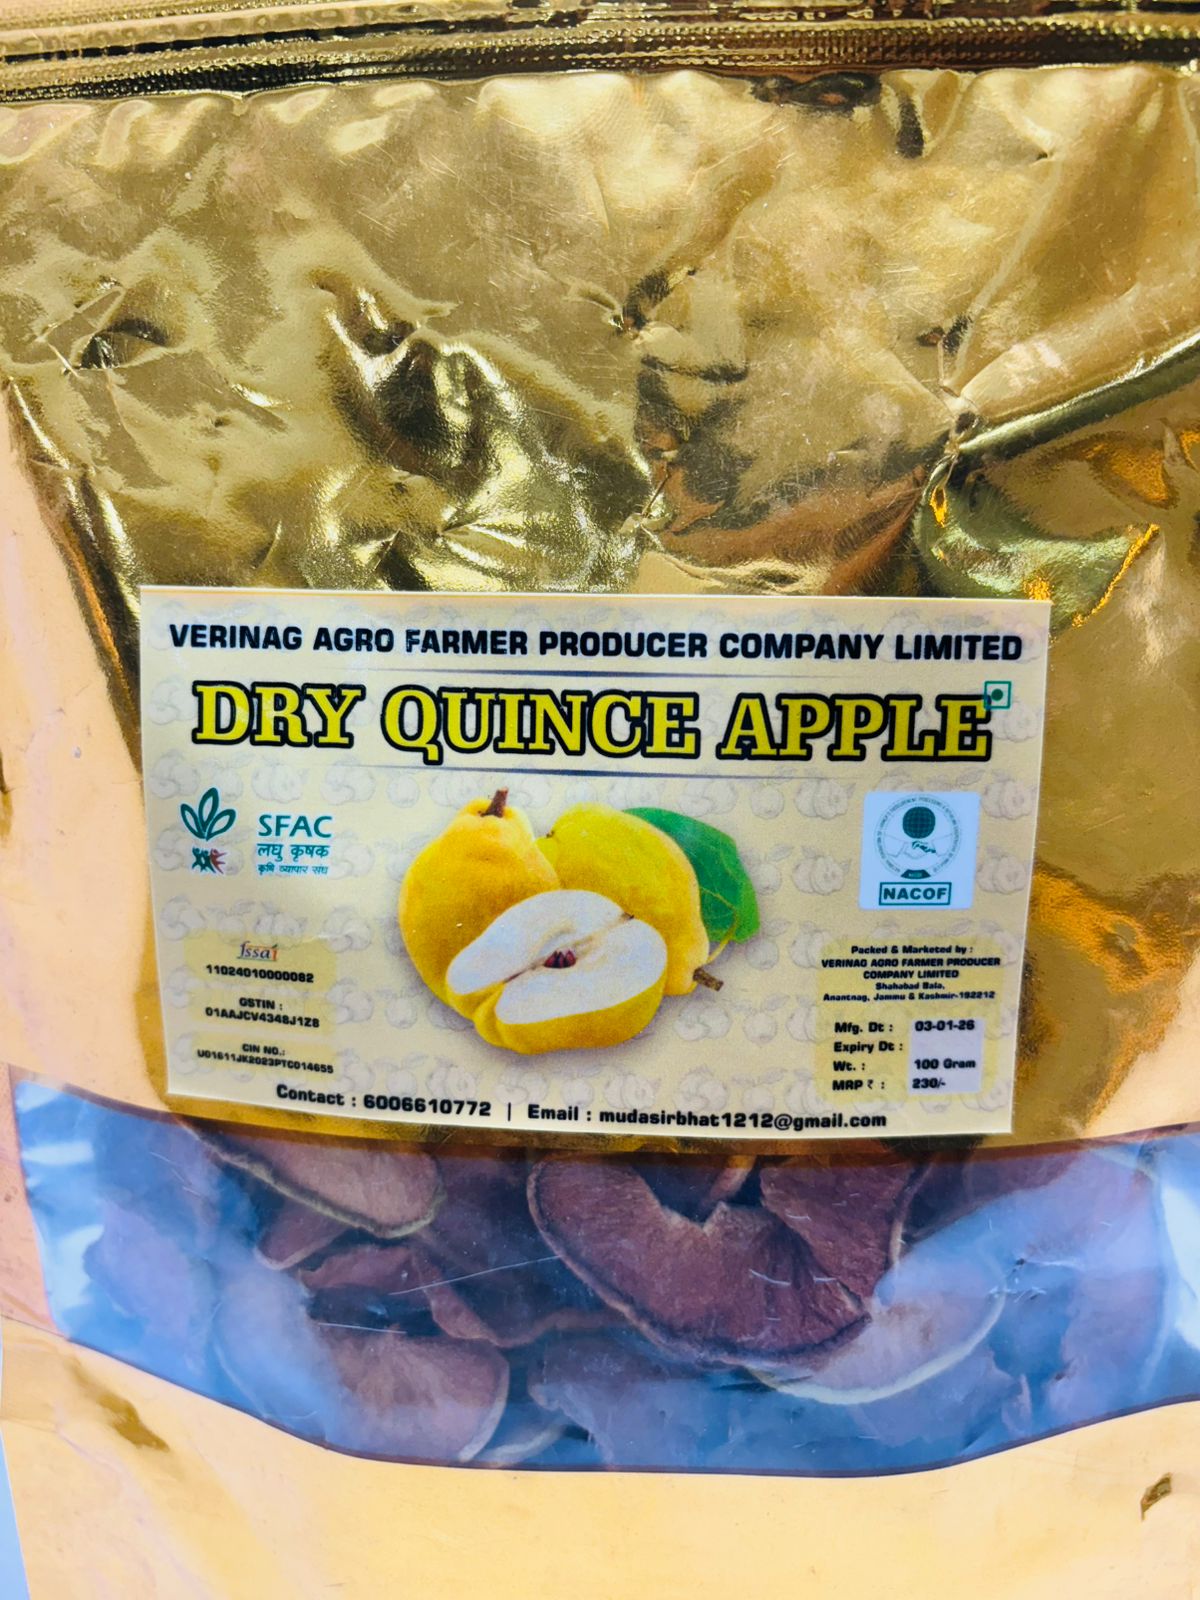 VERINAG AGRO FARMER PRODUCER COMPANY LIMITED
DRY QUINCE APPLE
SFAC
लघु कृषक
कृषि व्यापार संघ
NACOF
fssai
11024010000082
GSTIN :
01AAJCV4348J1Z8
CIN NO.:
U01611JK2023PTC014655
Packed & Marketed by :
VERINAG AGRO FARMER PRODUCER
COMPANY LIMITED
Shahabad Bala,
Anantnag, Jammu & Kashmir-192212
Mfg. Dt : 03-01-26
Expiry Dt :
Wt. : 100 Gram
MRP ₹ : 230/-
Contact : 6006610772 | Email : mudasirbhat1212@gmail.com